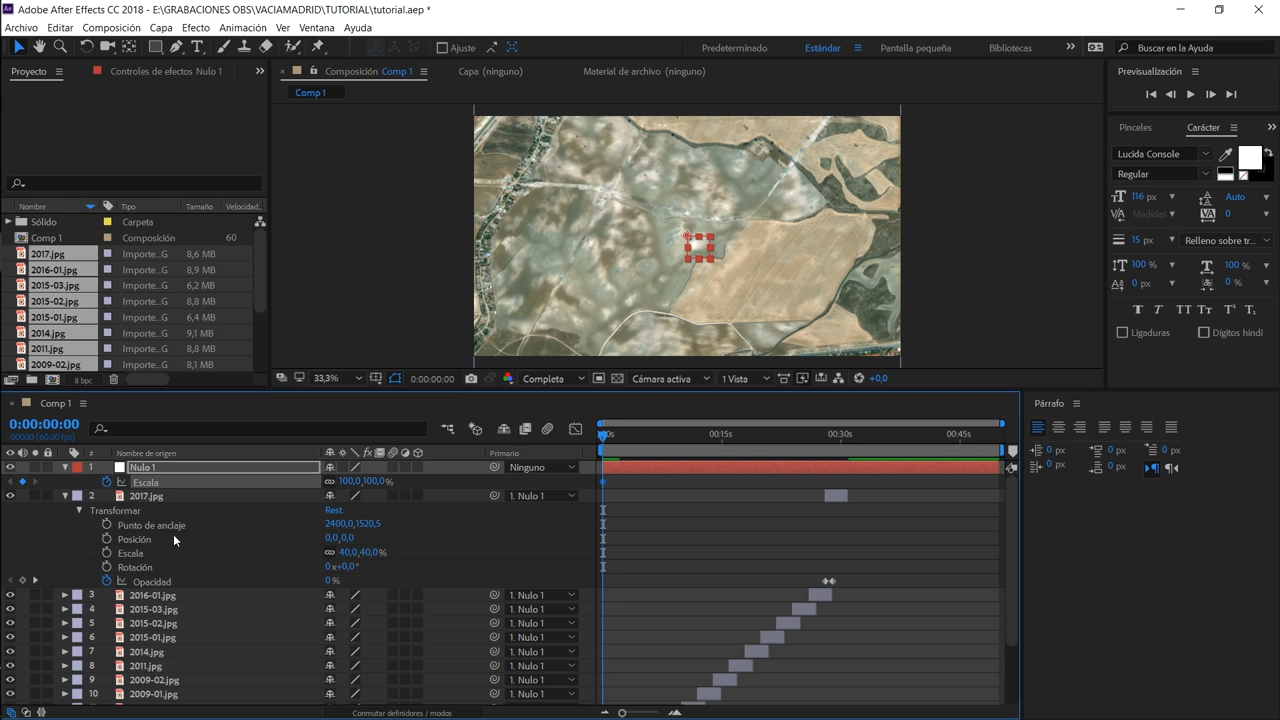 Adobe After Effects CC 2018 - E:\GRABACIONES OBS\VACIAMADRID\TUTORIAL\tutorial.aep *
Archivo Editar Composición Capa Efecto Animación Ver Ventana Ayuda
Ajuste Predeterminado Estándar Pantalla pequeña Bibliotecas Buscar en la Ayuda
Proyecto Controles de efectos Nulo 1 Composición Comp 1 Capa (ninguno) Material de archivo (ninguno) Previsualización
Comp 1
Pinceles Carácter
Lucida Console
Regular
116 px Auto
Medidas 0
15 px Relleno sobre tr...
100 % 100 %
0 px 0 %
Ligaduras Dígitos hindi
Nombre Tipo Tamaño Velocidad
Sólido Carpeta
Comp 1 Composición 60
2017.jpg Importe...G 8,6 MB
2016-01.jpg Importe...G 8,9 MB
2015-03.jpg Importe...G 6,2 MB
2015-02.jpg Importe...G 8,8 MB
2015-01.jpg Importe...G 6,4 MB
2014.jpg Importe...G 9,1 MB
2011.jpg Importe...G 8,8 MB
2009-02.jpg Importe...G 8,1 MB
8 bpc
33,3% 0:00:00:00 Completa Cámara activa 1 Vista +0,0
Comp 1
Párrafo
0:00:00:00
00000 (60.00 fps)
00:15s 00:30s 00:45s
# Nombre de origen fx Primario
1 Nulo 1 Ninguno
Escala 100,0,100,0%
2 2017.jpg 1. Nulo 1
Transformar Rest.
Punto de anclaje 2400,0,1520,5
Posición 0,0,0,0
Escala 40,0,40,0%
Rotación 0x+0,0°
Opacidad 0 %
3 2016-01.jpg 1. Nulo 1
4 2015-03.jpg 1. Nulo 1
5 2015-02.jpg 1. Nulo 1
6 2015-01.jpg 1. Nulo 1
7 2014.jpg 1. Nulo 1
8 2011.jpg 1. Nulo 1
9 2009-02.jpg 1. Nulo 1
10 2009-01.jpg 1. Nulo 1
0 px 0 px 0 px
0 px 0 px
Conmutar definidores / modos